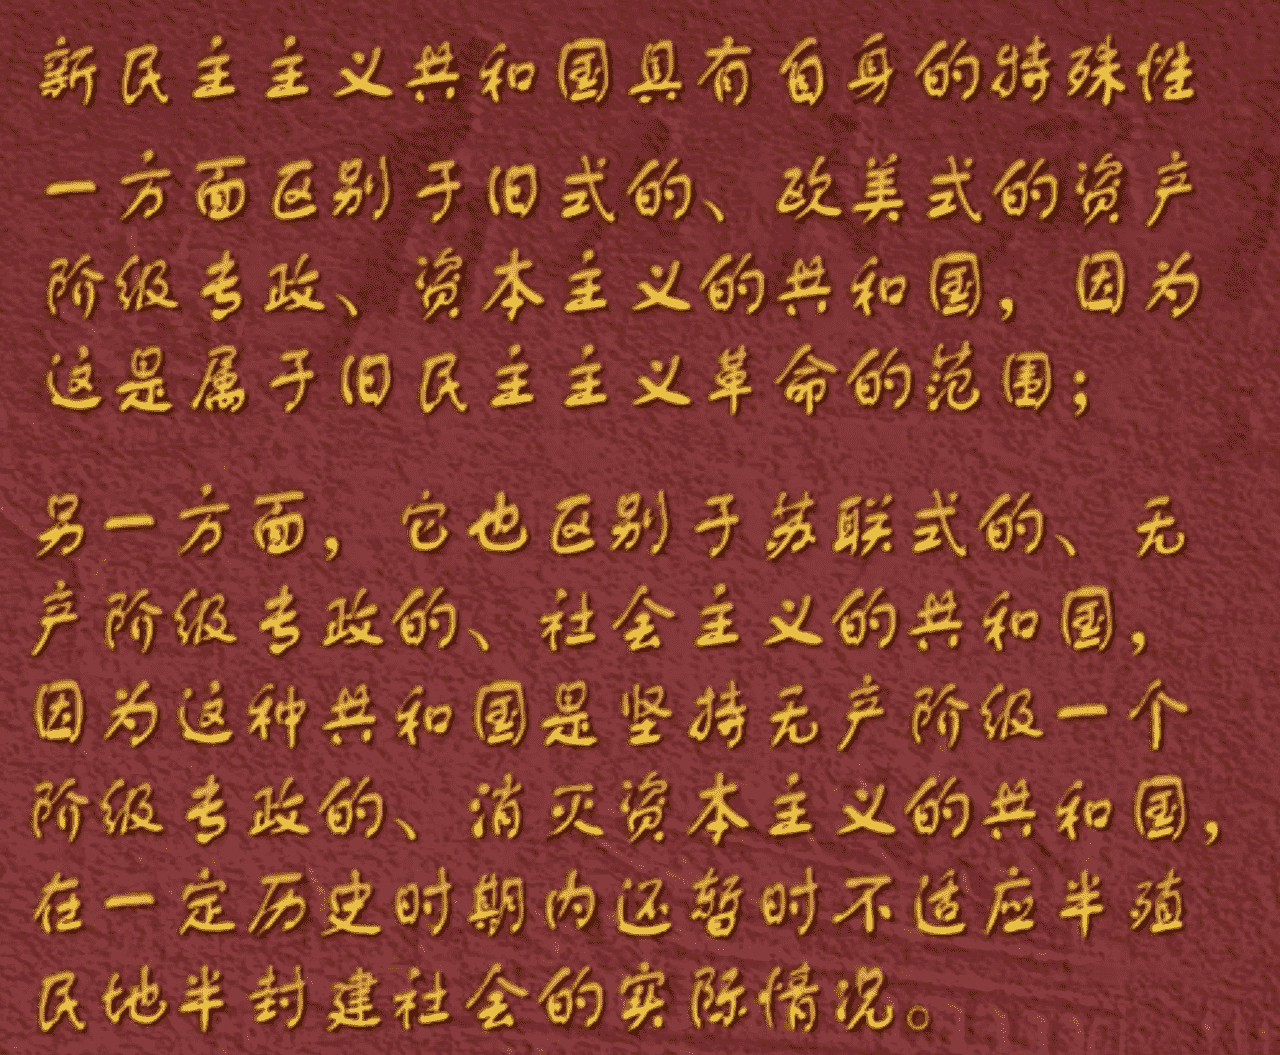 新民主主义共和国具有自身的特殊性
一方面区别于旧式的、欧美式的资产
阶级专政、资本主义的共和国，因为
这是属于旧民主主义革命的范围；
另一方面，它也区别于苏联式的、无
产阶级专政的、社会主义的共和国，
因为这种共和国是坚持无产阶级一个
阶级专政的、消灭资本主义的共和国，
在一定历史时期内还暂时不适应半殖
民地半封建社会的实际情况。